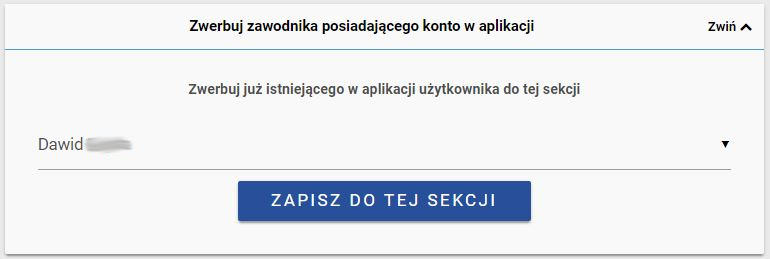 Zwerbuj zawodnika posiadającego konto w aplikacji
Zwiń
Zwerbuj już istniejącego w aplikacji użytkownika do tej sekcji
Dawid
ZAPISZ DO TEJ SEKCJI